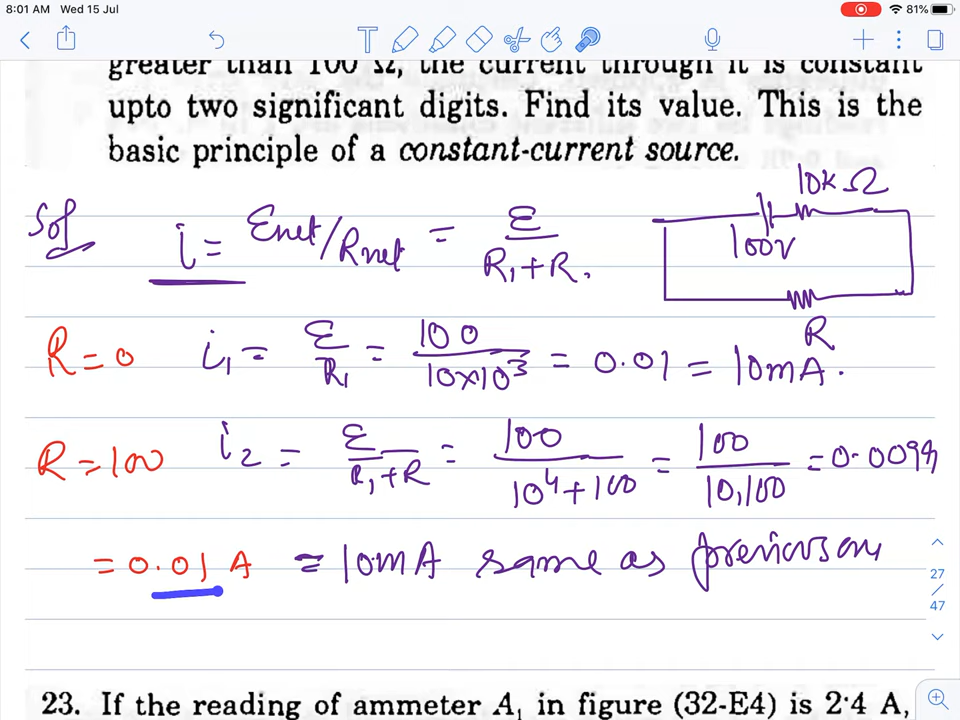 8:01 AM Wed 15 Jul
81%
T
greater than 100 Ω, the current through it is constant
upto two significant digits. Find its value. This is the
basic principle of a constant-current source.
10K Ω
100V
R
Sol
i = Enet/Rnet = ε / R₁ + R.
R = 0 i₁ = ε / R₁ = 100 / 10×10³ = 0.01 = 10mA.
R = 100 i₂ = ε / R₁ + R = 100 / 10⁴ + 100 = 100 / 10,100 = 0.0099
= 0.01 A = 10mA same as previous one
27
/
47
23. If the reading of ammeter A₁ in figure (32-E4) is 2·4 A,